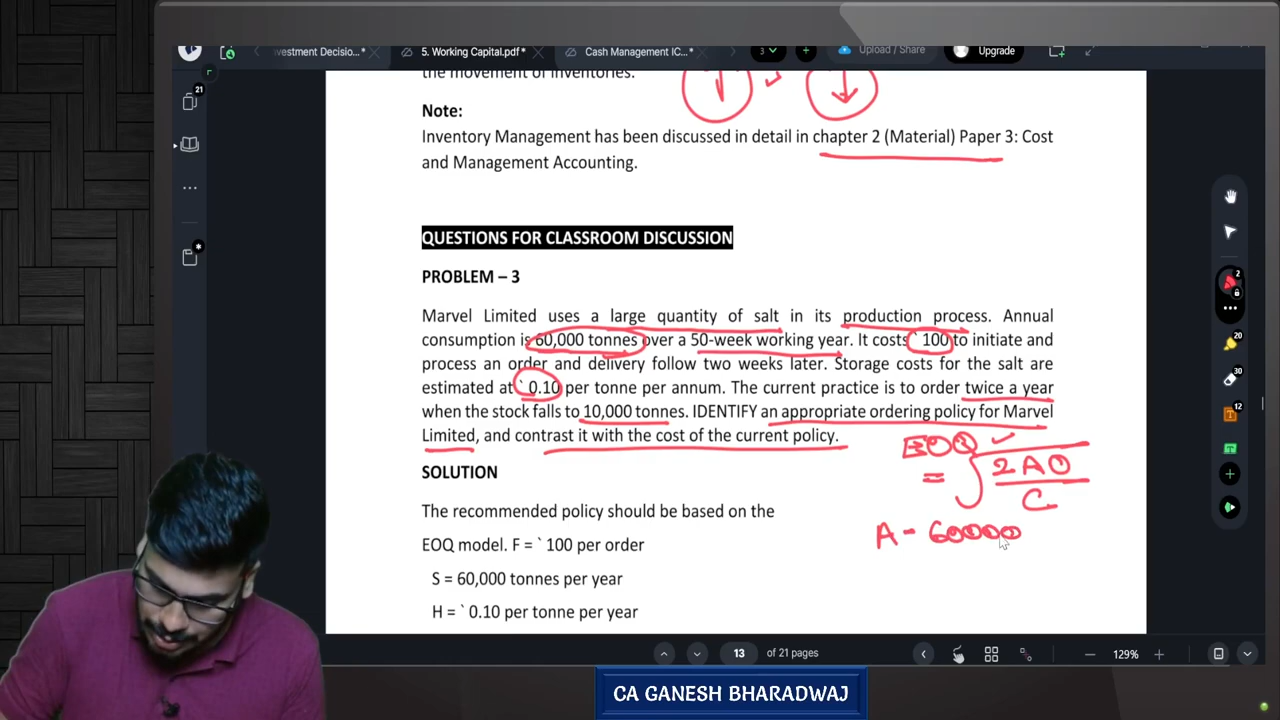 vestment Decisio...*
5. Working Capital.pdf*
Cash Management IC...*
3
Upload / Share
Upgrade
the movement of inventories.
21
Note:
Inventory Management has been discussed in detail in chapter 2 (Material) Paper 3: Cost
and Management Accounting.
QUESTIONS FOR CLASSROOM DISCUSSION
PROBLEM – 3
Marvel Limited uses a large quantity of salt in its production process. Annual
consumption is 60,000 tonnes over a 50-week working year. It costs ` 100 to initiate and
process an order and delivery follow two weeks later. Storage costs for the salt are
estimated at ` 0.10 per tonne per annum. The current practice is to order twice a year
when the stock falls to 10,000 tonnes. IDENTIFY an appropriate ordering policy for Marvel
Limited, and contrast it with the cost of the current policy.
EOQ
= √2AO
C
A - 60000
SOLUTION
The recommended policy should be based on the
EOQ model. F = ` 100 per order
S = 60,000 tonnes per year
H = ` 0.10 per tonne per year
2
20
30
12
13 of 21 pages
129%
CA GANESH BHARADWAJ